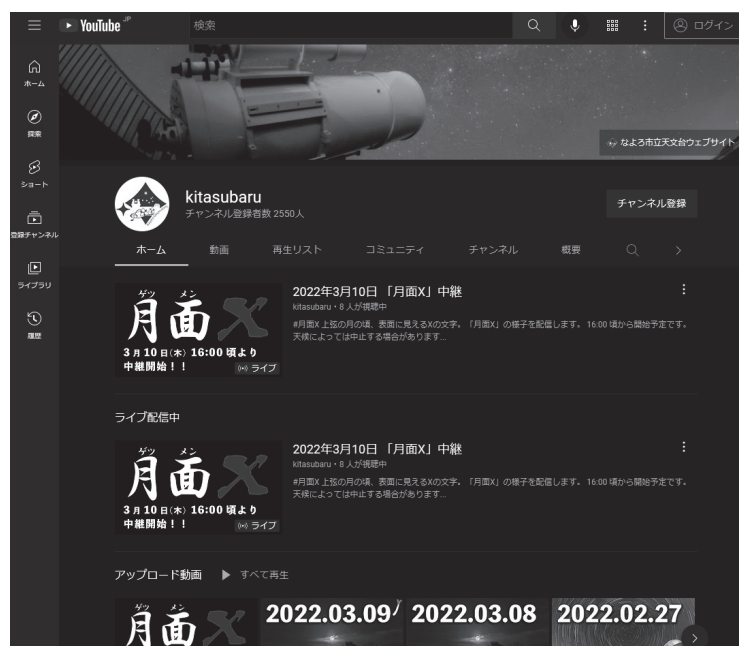 YouTube JP
検索
ログイン
ホーム
探索
ショート
登録チャンネル
ライブラリ
履歴
なよろ市立天文台ウェブサイト
kitasubaru
チャンネル登録者数 2550人
チャンネル登録
ホーム 動画 再生リスト コミュニティ チャンネル 概要
ゲツ メン
月面X
3月10日(木) 16:00 頃より
中継開始!!
ライブ
2022年3月10日 「月面X」中継
kitasubaru・8 人が視聴中
#月面X 上弦の月の頃、表面に見えるXの文字。「月面X」の様子を配信します。 16:00 頃から開始予定です。
天候によっては中止する場合があります...
ライブ配信中
ゲツ メン
月面X
3月10日(木) 16:00 頃より
中継開始!!
ライブ
2022年3月10日 「月面X」中継
kitasubaru・8 人が視聴中
#月面X 上弦の月の頃、表面に見えるXの文字。「月面X」の様子を配信します。 16:00 頃から開始予定です。
天候によっては中止する場合があります...
アップロード動画 すべて再生
ゲツ メン
月面X
2022.03.09
2022.03.08
2022.02.27